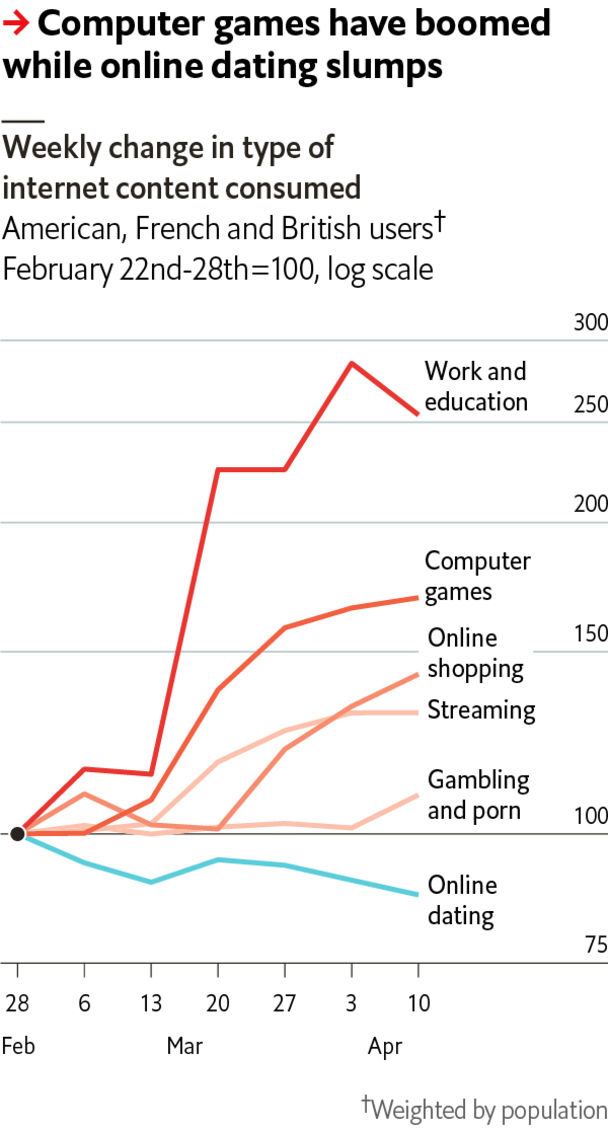 → Computer games have boomed
while online dating slumps
Weekly change in type of
internet content consumed
American, French and British users†
February 22nd-28th=100, log scale
300
Work and
education
250
200
Computer
games
150
Online
shopping
Streaming
Gambling
and porn
100
Online
dating
75
28 6 13 20 27 3 10
Feb Mar Apr
†Weighted by population